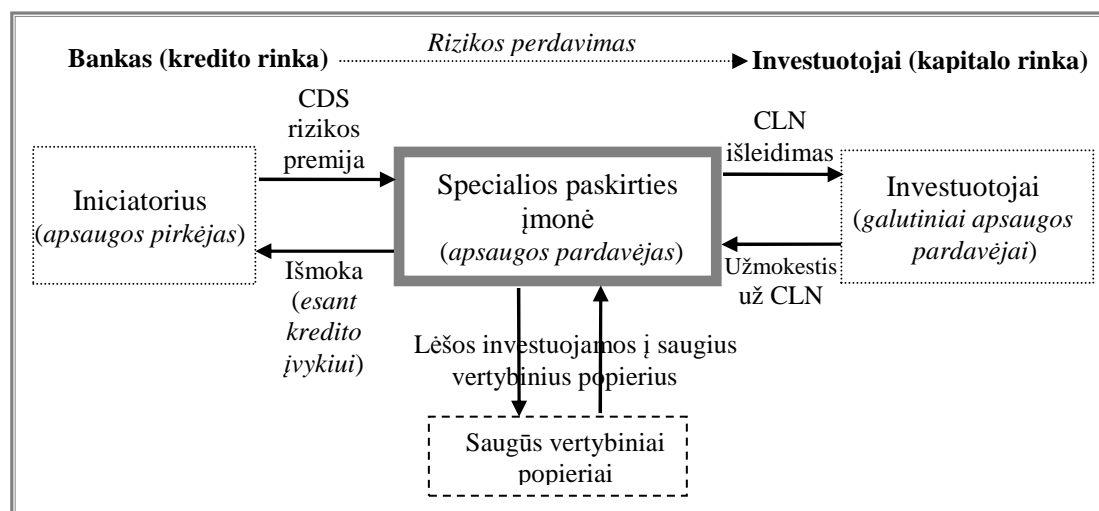 Rizikos perdavimas
Bankas (kredito rinka)
Investuotojai (kapitalo rinka)
CDS
rizikos
premija
CLN
išleidimas
Iniciatorius
(apsaugos pirkėjas)
Specialios paskirties
įmonė
(apsaugos pardavėjas)
Investuotojai
(galutiniai apsaugos
pardavėjai)
Išmoka
(esant
kredito
įvykiui)
Užmokestis
už CLN
Lėšos investuojamos į saugius
vertybinius popierius
Saugūs vertybiniai
popieriai